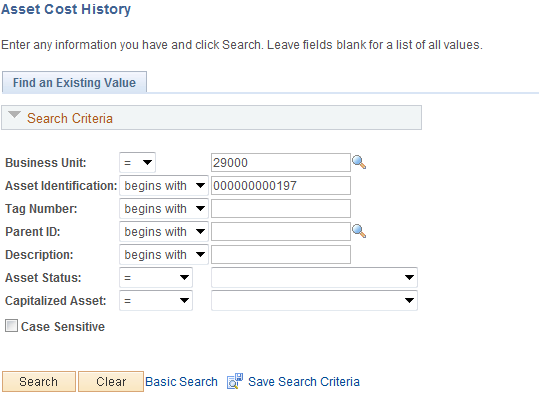 Asset Cost History
Enter any information you have and click Search. Leave fields blank for a list of all values.
Find an Existing Value
Search Criteria
Business Unit: = 29000
Asset Identification: begins with 000000000197
Tag Number: begins with
Parent ID: begins with
Description: begins with
Asset Status: =
Capitalized Asset: =
Case Sensitive
Search Clear Basic Search Save Search Criteria